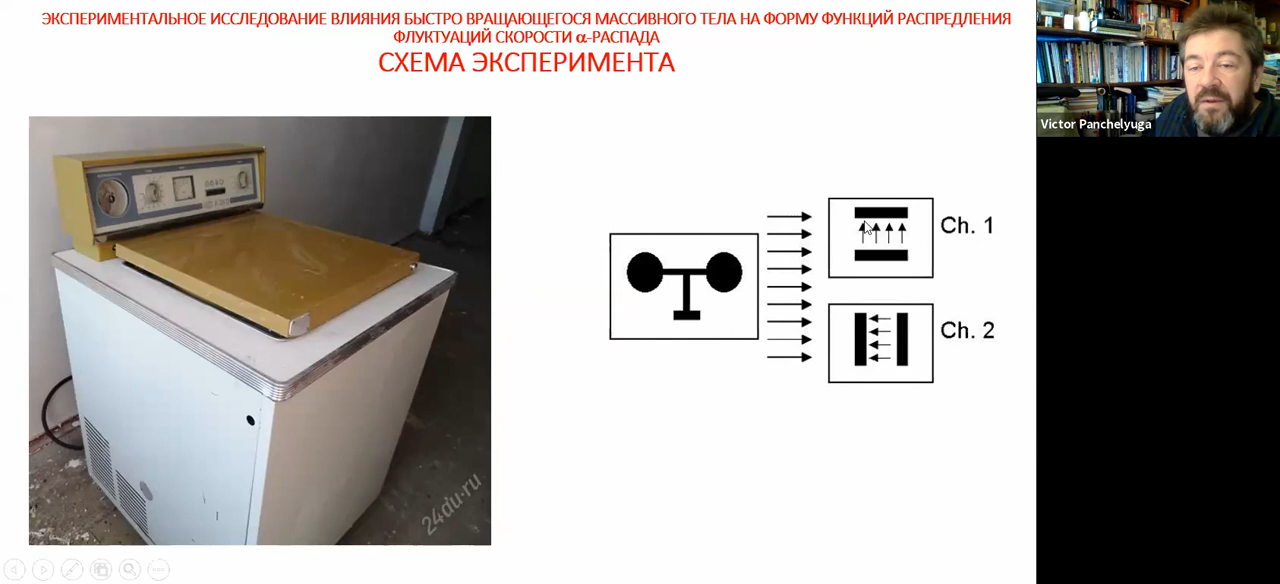 ЭКСПЕРИМЕНТАЛЬНОЕ ИССЛЕДОВАНИЕ ВЛИЯНИЯ БЫСТРО ВРАЩАЮЩЕГОСЯ МАССИВНОГО ТЕЛА НА ФОРМУ ФУНКЦИЙ РАСПРЕДЛЕНИЯ
ФЛУКТУАЦИЙ СКОРОСТИ α-РАСПАДА
СХЕМА ЭКСПЕРИМЕНТА
Victor Panchelyuga
Ch. 1
Ch. 2
24du.ru